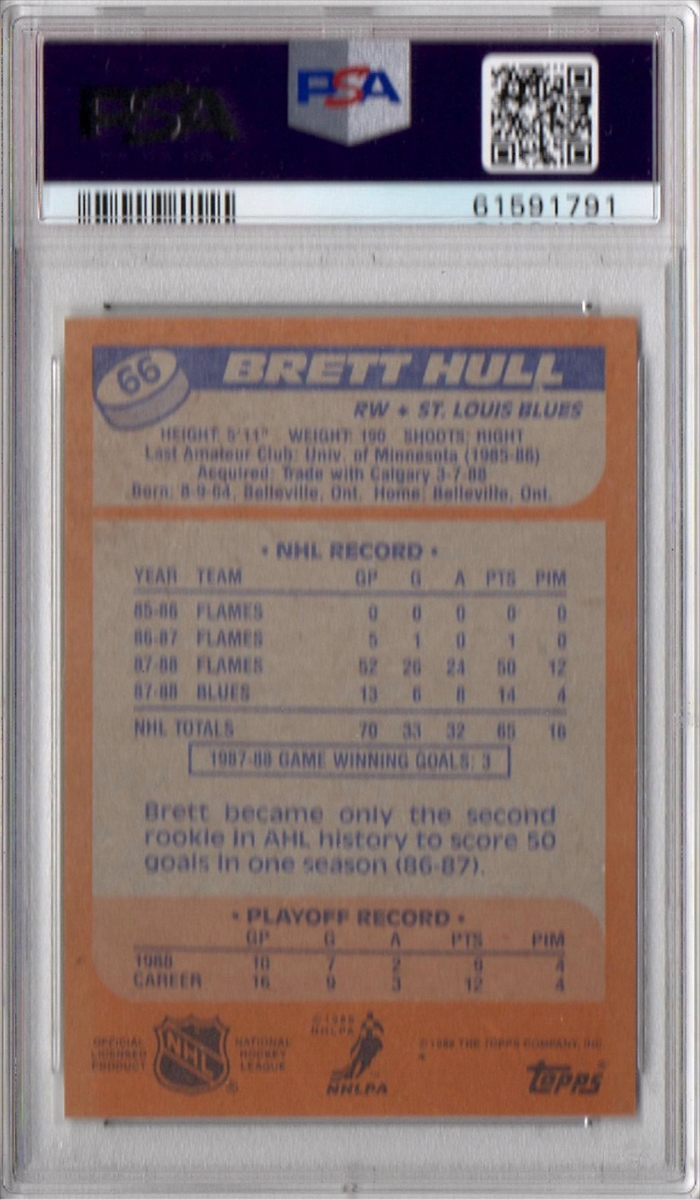 PSA
PSA
61591791
66
BRETT HULL
RW • ST. LOUIS BLUES
HEIGHT: 5'11" WEIGHT: 190 SHOOTS: RIGHT
Last Amateur Club: Univ. of Minnesota (1985-86)
Acquired: Trade with Calgary 3-7-88
Born: 8-9-64, Belleville, Ont. Home: Belleville, Ont.
• NHL RECORD •
YEAR TEAM GP G A PTS PIM
85-86 FLAMES 0 0 0 0 0
86-87 FLAMES 5 1 0 1 0
87-88 FLAMES 52 26 24 50 12
87-88 BLUES 13 6 8 14 4
NHL TOTALS 70 33 32 65 16
1987-88 GAME WINNING GOALS: 3
Brett became only the second
rookie in AHL history to score 50
goals in one season (86-87).
• PLAYOFF RECORD •
GP G A PTS PIM
1988 10 7 2 9 4
CAREER 16 9 3 12 4
OFFICIAL
LICENSED
PRODUCT
NHL
®
NATIONAL
HOCKEY
LEAGUE
©1988
NHLPA
NHLPA
©1988 THE TOPPS COMPANY, INC.
*
topps®